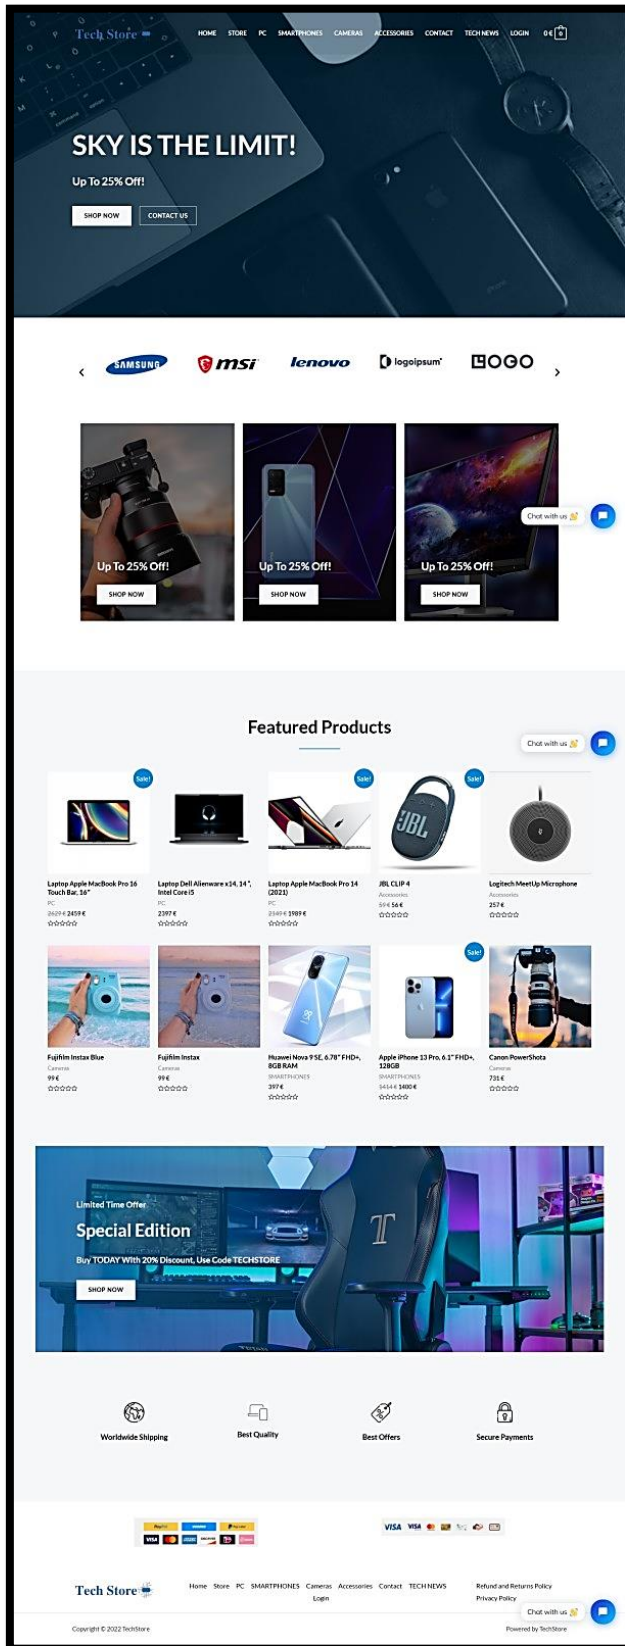 Tech Store
HOME STORE PC SMARTPHONES CAMERAS ACCESSORIES CONTACT TECH NEWS LOGIN 0 € 0
SKY IS THE LIMIT!
Up To 25% Off!
SHOP NOW CONTACT US
SAMSUNG msi lenovo logoipsum LOGO
Up To 25% Off! Up To 25% Off! Up To 25% Off!
SHOP NOW SHOP NOW SHOP NOW
Chat with us
Featured Products
Chat with us
Sale! Sale! Sale!
JBL
Laptop Apple MacBook Pro 16 Touch Bar, 16"
PC
2629 € 2459 €
Laptop Dell Alienware x14, 14", Intel Core i5
PC
2397 €
Laptop Apple MacBook Pro 14 (2021)
PC
2149 € 1989 €
JBL CLIP 4
Accessories
59 € 56 €
Logitech MeetUp Microphone
Accessories
257 €
Sale!
Fujifilm Instax Blue
Cameras
99 €
Fujifilm Instax
Cameras
99 €
Huawei Nova 9 SE, 6.78" FHD+, 8GB RAM
SMARTPHONES
397 €
Apple iPhone 13 Pro, 6.1" FHD+, 128GB
SMARTPHONES
1414 € 1400 €
Canon PowerShota
Cameras
731 €
Limited Time Offer
Special Edition
Buy TODAY With 20% Discount, Use Code TECHSTORE
SHOP NOW
Worldwide Shipping Best Quality Best Offers Secure Payments
PayPal
VISA
VISA VISA
Tech Store
Home Store PC SMARTPHONES Cameras Accessories Contact TECH NEWS
Login
Refund and Returns Policy
Privacy Policy
Chat with us
Copyright © 2022 TechStore
Powered by TechStore